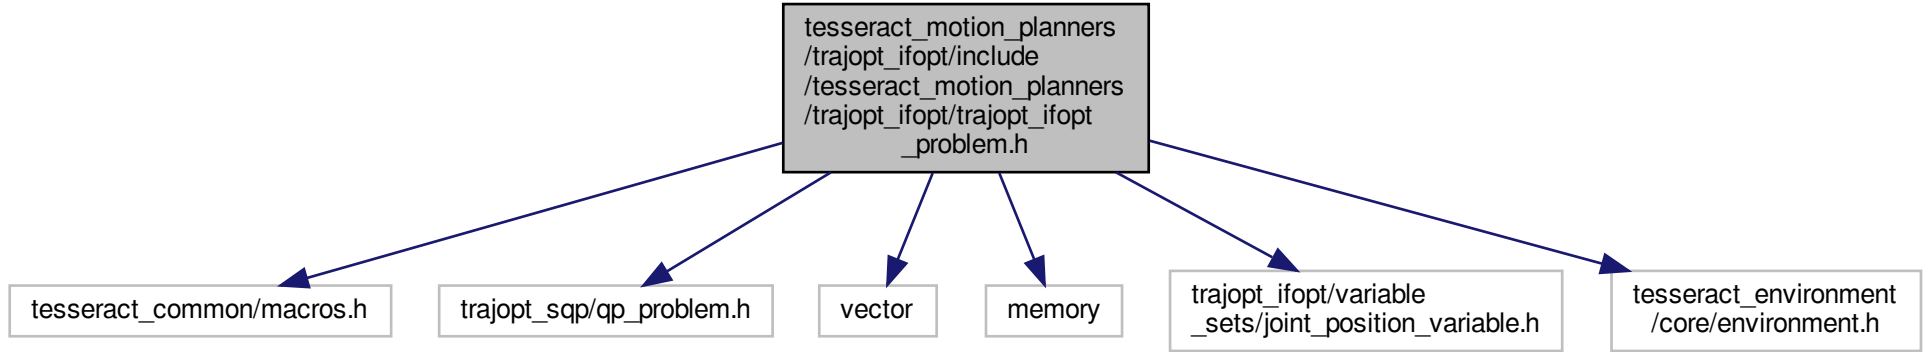 tesseract_motion_planners
/trajopt_ifopt/include
/tesseract_motion_planners
/trajopt_ifopt/trajopt_ifopt
_problem.h
tesseract_common/macros.h
trajopt_sqp/qp_problem.h
vector
memory
trajopt_ifopt/variable
_sets/joint_position_variable.h
tesseract_environment
/core/environment.h